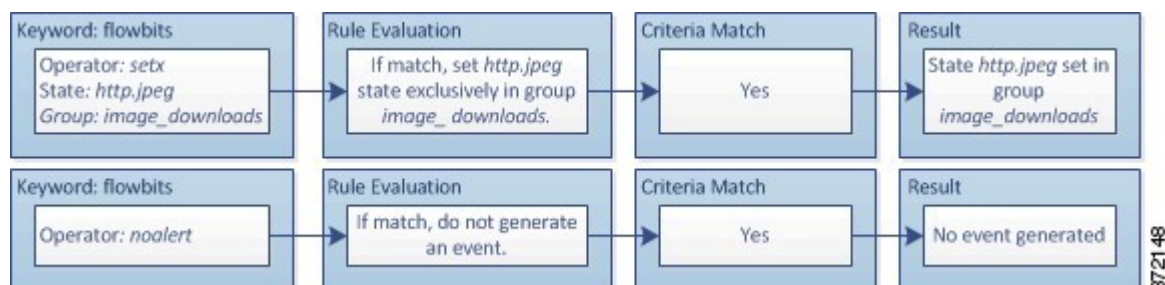 Keyword: flowbits
Operator: setx
State: http.jpeg
Group: image_downloads
Rule Evaluation
If match, set http.jpeg
state exclusively in group
image_ downloads.
Criteria Match
Yes
Result
State http.jpeg set in
group
image_downloads
Keyword: flowbits
Operator: noalert
Rule Evaluation
If match, do not generate
an event.
Criteria Match
Yes
Result
No event generated
372148